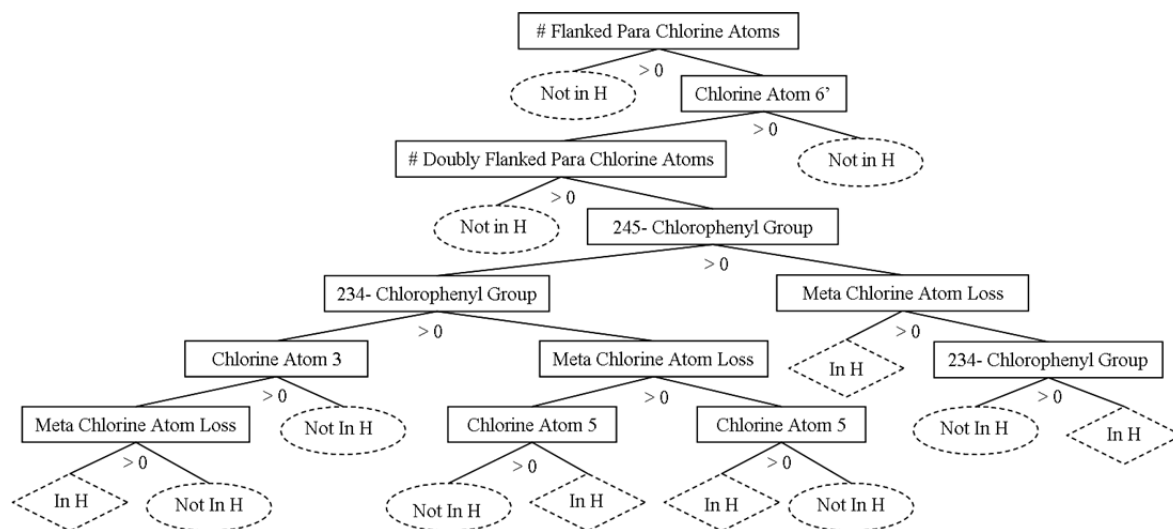 # Flanked Para Chlorine Atoms
> 0
Not in H
Chlorine Atom 6’
> 0
# Doubly Flanked Para Chlorine Atoms
Not in H
> 0
Not in H
245- Chlorophenyl Group
> 0
234- Chlorophenyl Group
Meta Chlorine Atom Loss
> 0
> 0
Chlorine Atom 3
Meta Chlorine Atom Loss
In H
234- Chlorophenyl Group
> 0
> 0
> 0
Meta Chlorine Atom Loss
Not In H
Chlorine Atom 5
Chlorine Atom 5
Not In H
In H
> 0
> 0
> 0
In H
Not In H
Not In H
In H
In H
Not In H